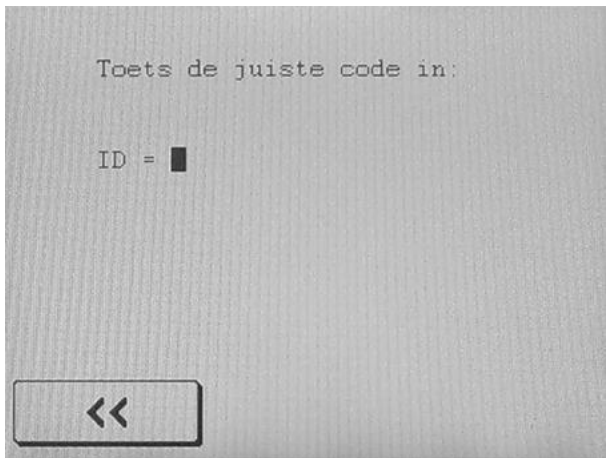 Toets de juiste code in:
ID =
<<